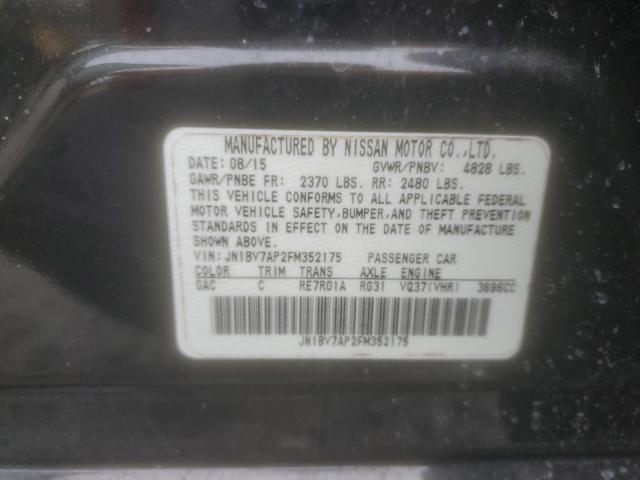 MANUFACTURED BY NISSAN MOTOR CO.,LTD.
DATE: 08/15 GVWR/PNBV: 4828 LBS.
GAWR/PNBE FR: 2370 LBS. RR: 2480 LBS.
THIS VEHICLE CONFORMS TO ALL APPLICABLE FEDERAL
MOTOR VEHICLE SAFETY,BUMPER,AND THEFT PREVENTION
STANDARDS IN EFFECT ON THE DATE OF MANUFACTURE
SHOWN ABOVE.
VIN: JN1BV7AP2FM352175 PASSENGER CAR
COLOR TRIM TRANS AXLE ENGINE
GAC C RE7R01A RG31 VQ37(VHR) 3696CC
JN1BV7AP2FM352175